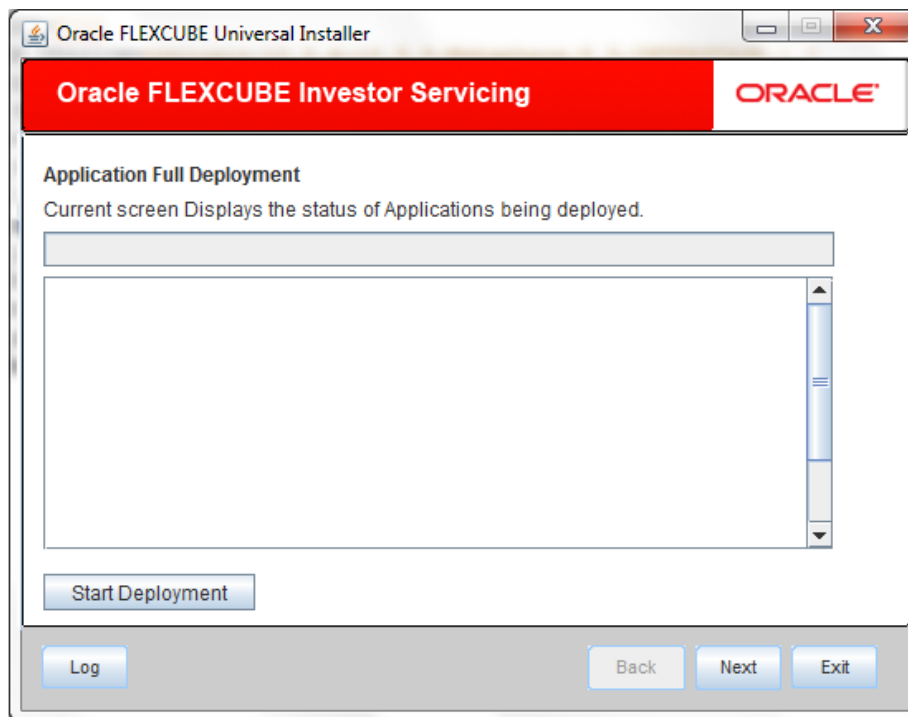 Oracle FLEXCUBE Universal Installer
Oracle FLEXCUBE Investor Servicing
ORACLE
Application Full Deployment
Current screen Displays the status of Applications being deployed.
Start Deployment
Log
Back
Next
Exit